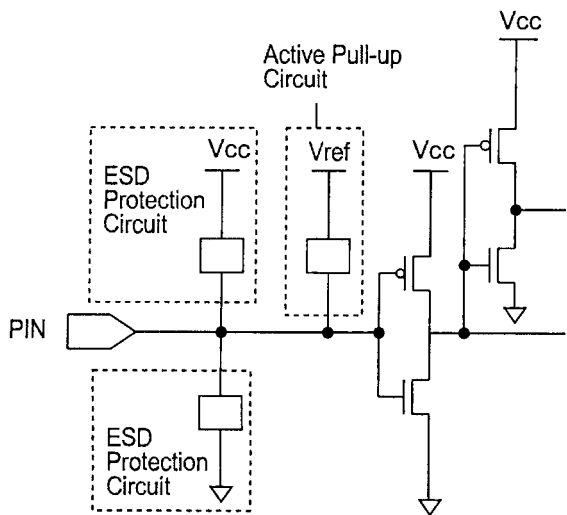 Vcc
Active Pull-up
Circuit
Vcc
Vref
Vcc
ESD
Protection
Circuit
PIN
ESD
Protection
Circuit